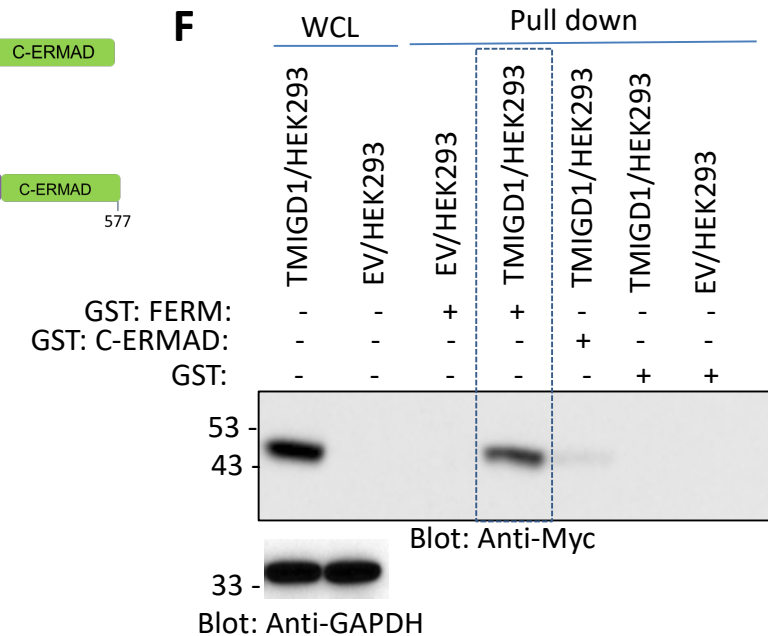 C-ERMAD
C-ERMAD
577
F
WCL
Pull down
TMIGD1/HEK293
EV/HEK293
EV/HEK293
TMIGD1/HEK293
TMIGD1/HEK293
TMIGD1/HEK293
EV/HEK293
GST: FERM: - - + + - - -
GST: C-ERMAD: - - - - + - -
GST: - - - - - + +
53 -
43 -
Blot: Anti-Myc
33 -
Blot: Anti-GAPDH